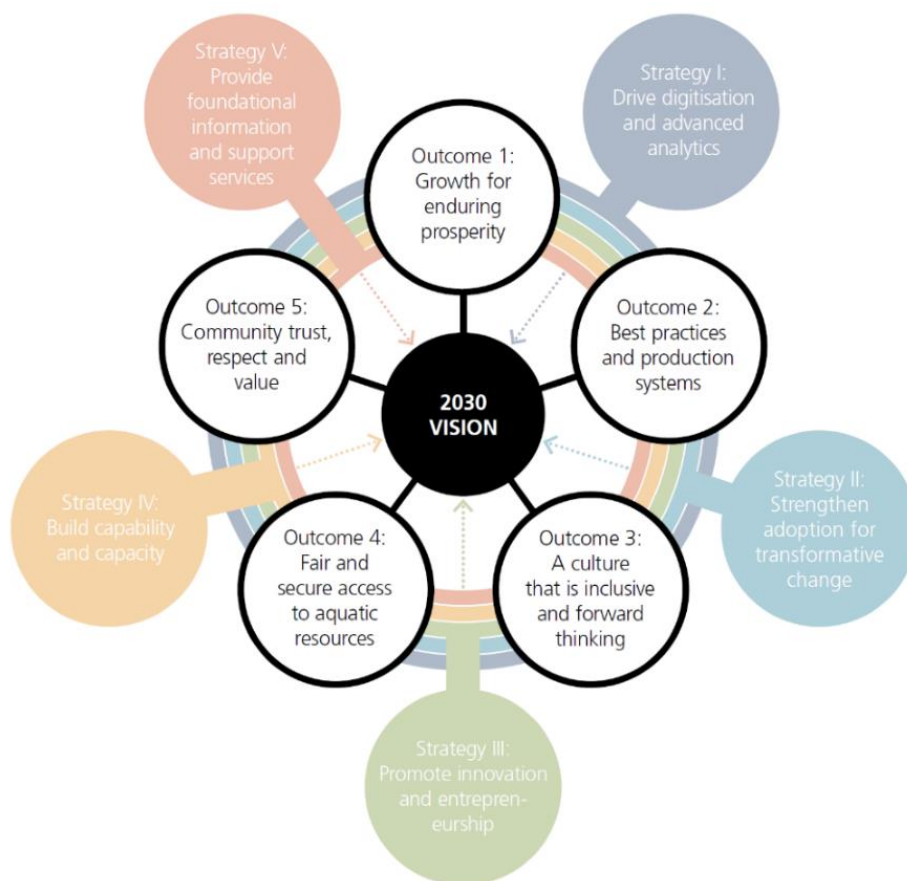 Strategy V:
Provide
foundational
information
and support
services
Strategy I:
Drive digitisation
and advanced
analytics
Outcome 1:
Growth for
enduring
prosperity
Outcome 5:
Community trust,
respect and
value
Outcome 2:
Best practices
and production
systems
2030
VISION
Strategy IV:
Build capability
and capacity
Strategy II:
Strengthen
adoption for
transformative
change
Outcome 4:
Fair and
secure access
to aquatic
resources
Outcome 3:
A culture
that is inclusive
and forward
thinking
Strategy III:
Promote innovation
and entrepren-
eurship